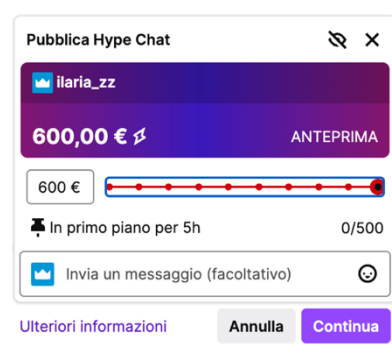 Pubblica Hype Chat
ilaria_zz
600,00 €
ANTEPRIMA
600 €
In primo piano per 5h
0/500
Invia un messaggio (facoltativo)
Ulteriori informazioni
Annulla
Continua